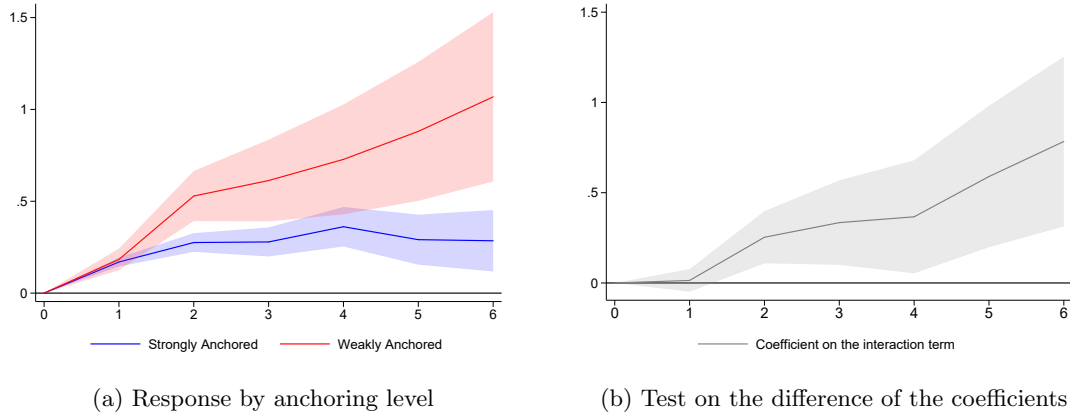 1.5
1
.5
0
0 1 2 3 4 5 6
Strongly Anchored Weakly Anchored
(a) Response by anchoring level
1.5
1
.5
0
0 1 2 3 4 5 6
Coefficient on the interaction term
(b) Test on the difference of the coefficients